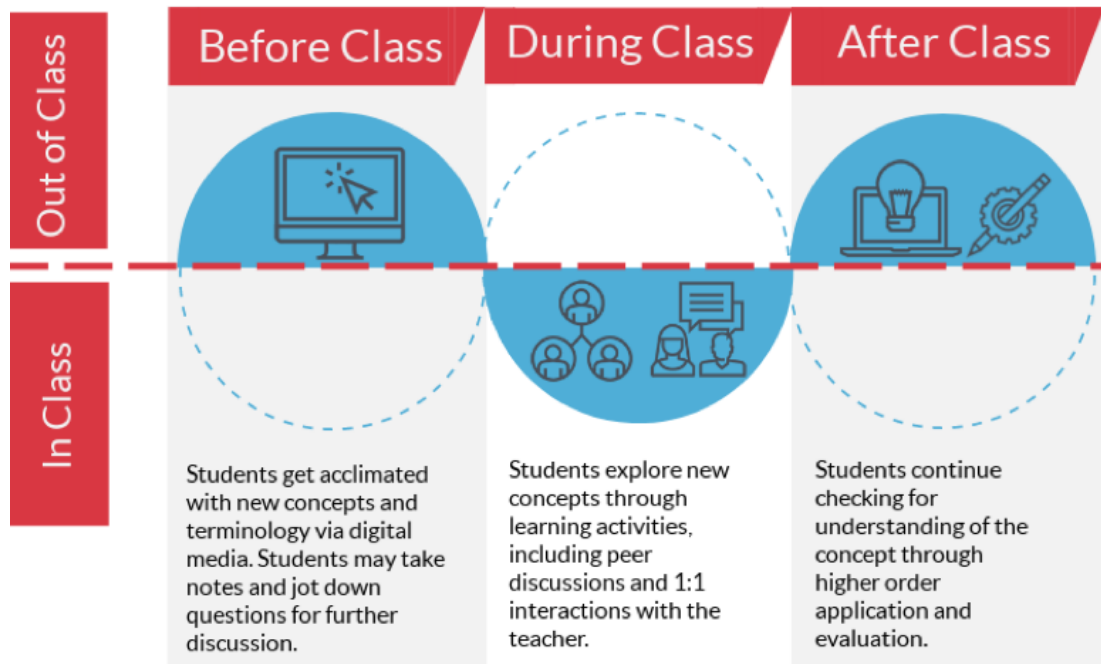 Before Class
During Class
After Class
Out of Class
In Class
Students get acclimated
with new concepts and
terminology via digital
media. Students may take
notes and jot down
questions for further
discussion.
Students explore new
concepts through
learning activities,
including peer
discussions and 1:1
interactions with the
teacher.
Students continue
checking for
understanding of the
concept through
higher order
application and
evaluation.